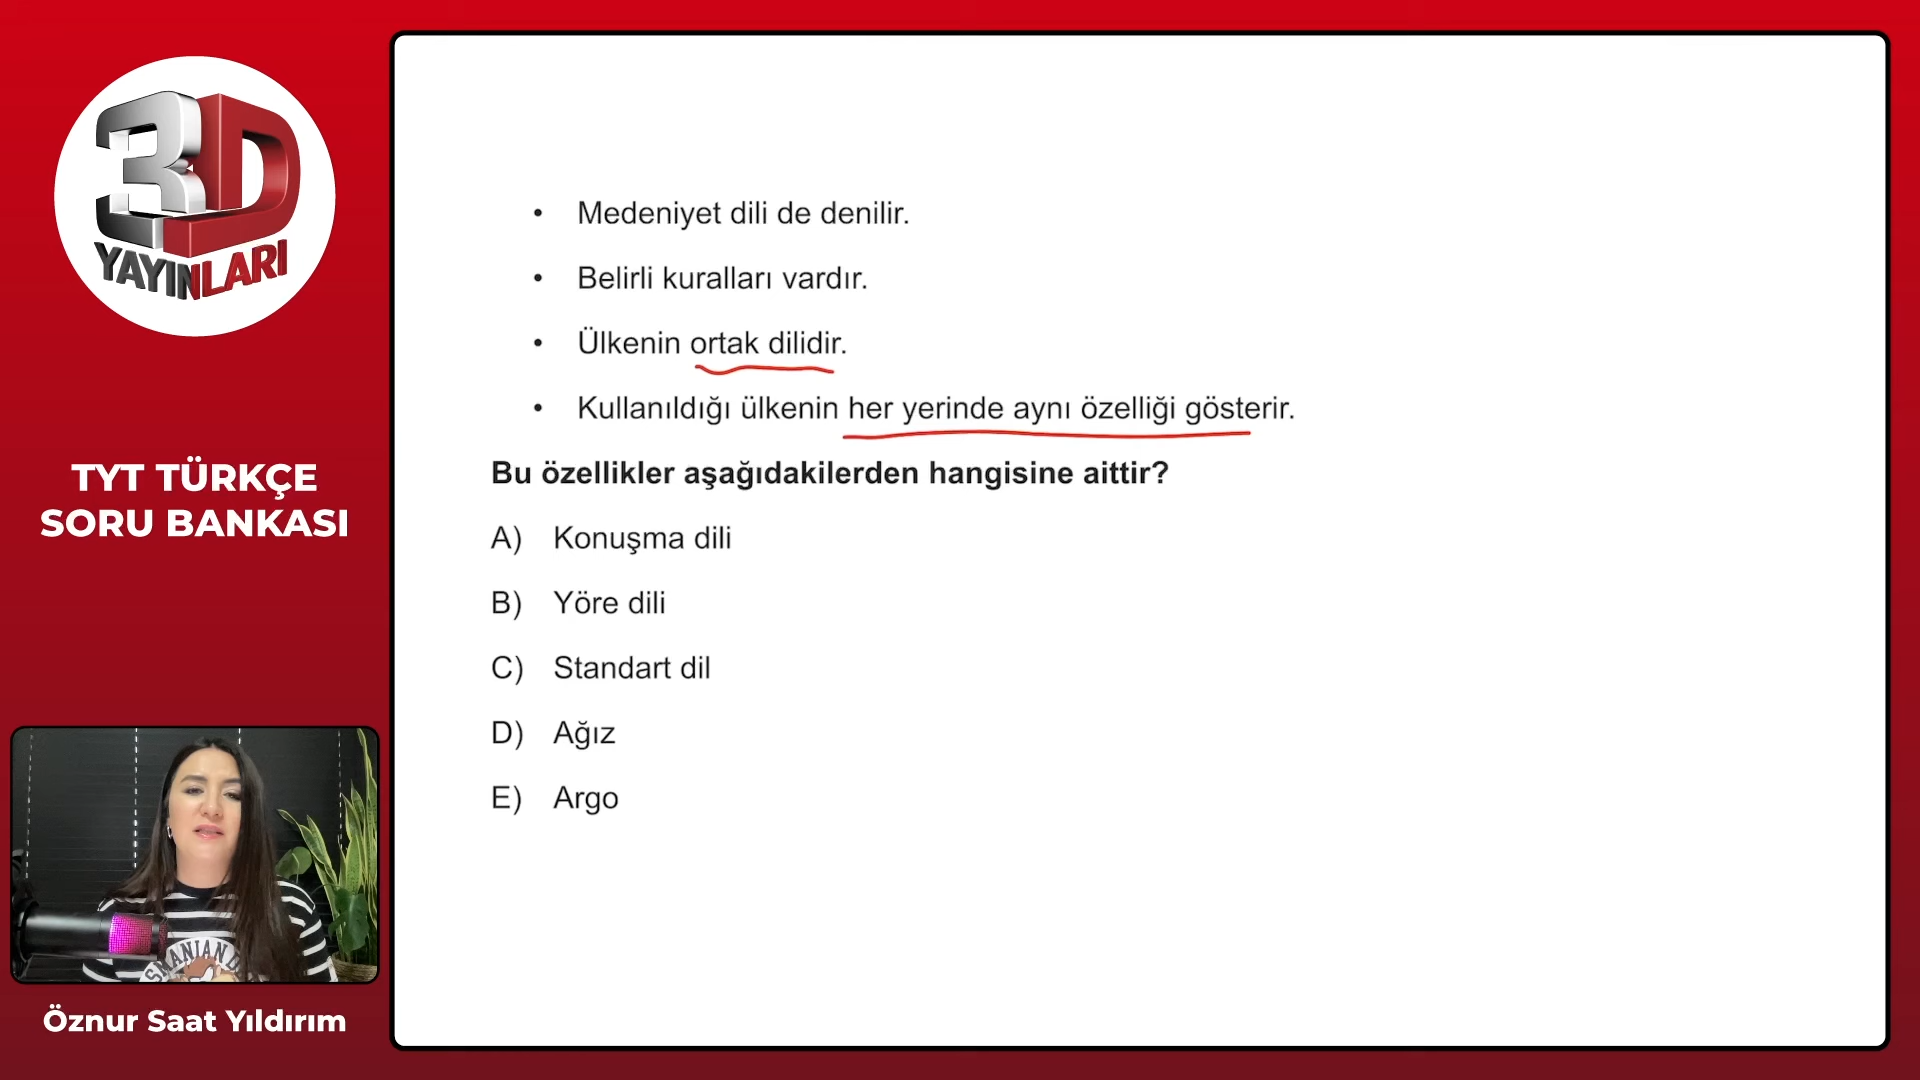 3D
YAYINLARI
TYT TÜRKÇE
SORU BANKASI
Öznur Saat Yıldırım
• Medeniyet dili de denilir.
• Belirli kuralları vardır.
• Ülkenin ortak dilidir.
• Kullanıldığı ülkenin her yerinde aynı özelliği gösterir.
Bu özellikler aşağıdakilerden hangisine aittir?
A) Konuşma dili
B) Yöre dili
C) Standart dil
D) Ağız
E) Argo